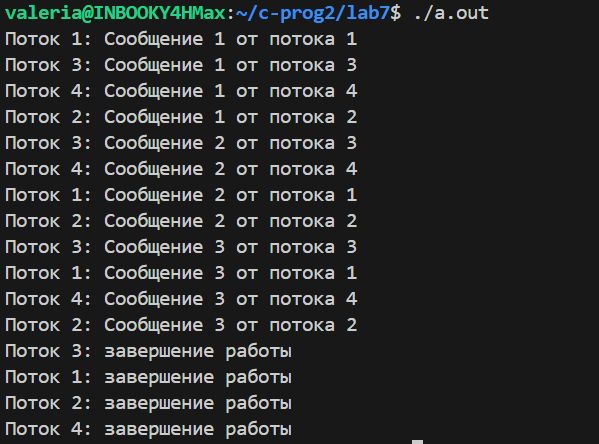 valeria@INBOOKY4HMax:~/c-prog2/lab7$ ./a.out
Поток 1: Сообщение 1 от потока 1
Поток 3: Сообщение 1 от потока 3
Поток 4: Сообщение 1 от потока 4
Поток 2: Сообщение 1 от потока 2
Поток 3: Сообщение 2 от потока 3
Поток 4: Сообщение 2 от потока 4
Поток 1: Сообщение 2 от потока 1
Поток 2: Сообщение 2 от потока 2
Поток 3: Сообщение 3 от потока 3
Поток 1: Сообщение 3 от потока 1
Поток 4: Сообщение 3 от потока 4
Поток 2: Сообщение 3 от потока 2
Поток 3: завершение работы
Поток 1: завершение работы
Поток 2: завершение работы
Поток 4: завершение работы